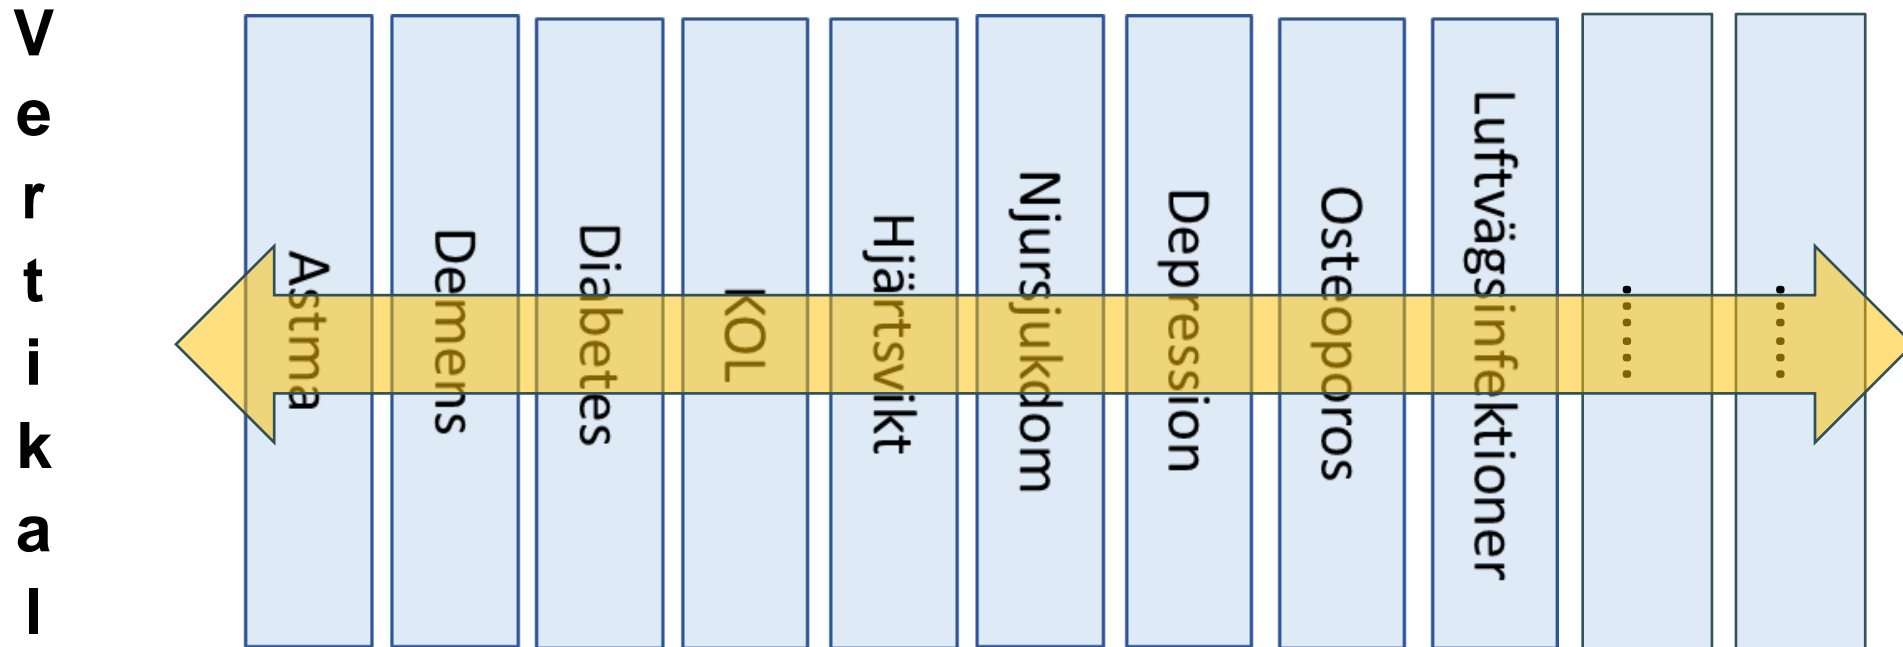 Vertikal
Astma
Demens
Diabetes
KOL
Hjärtsvikt
Njursjukdom
Depression
Osteoporos
Luftvägsinfektioner
......
......